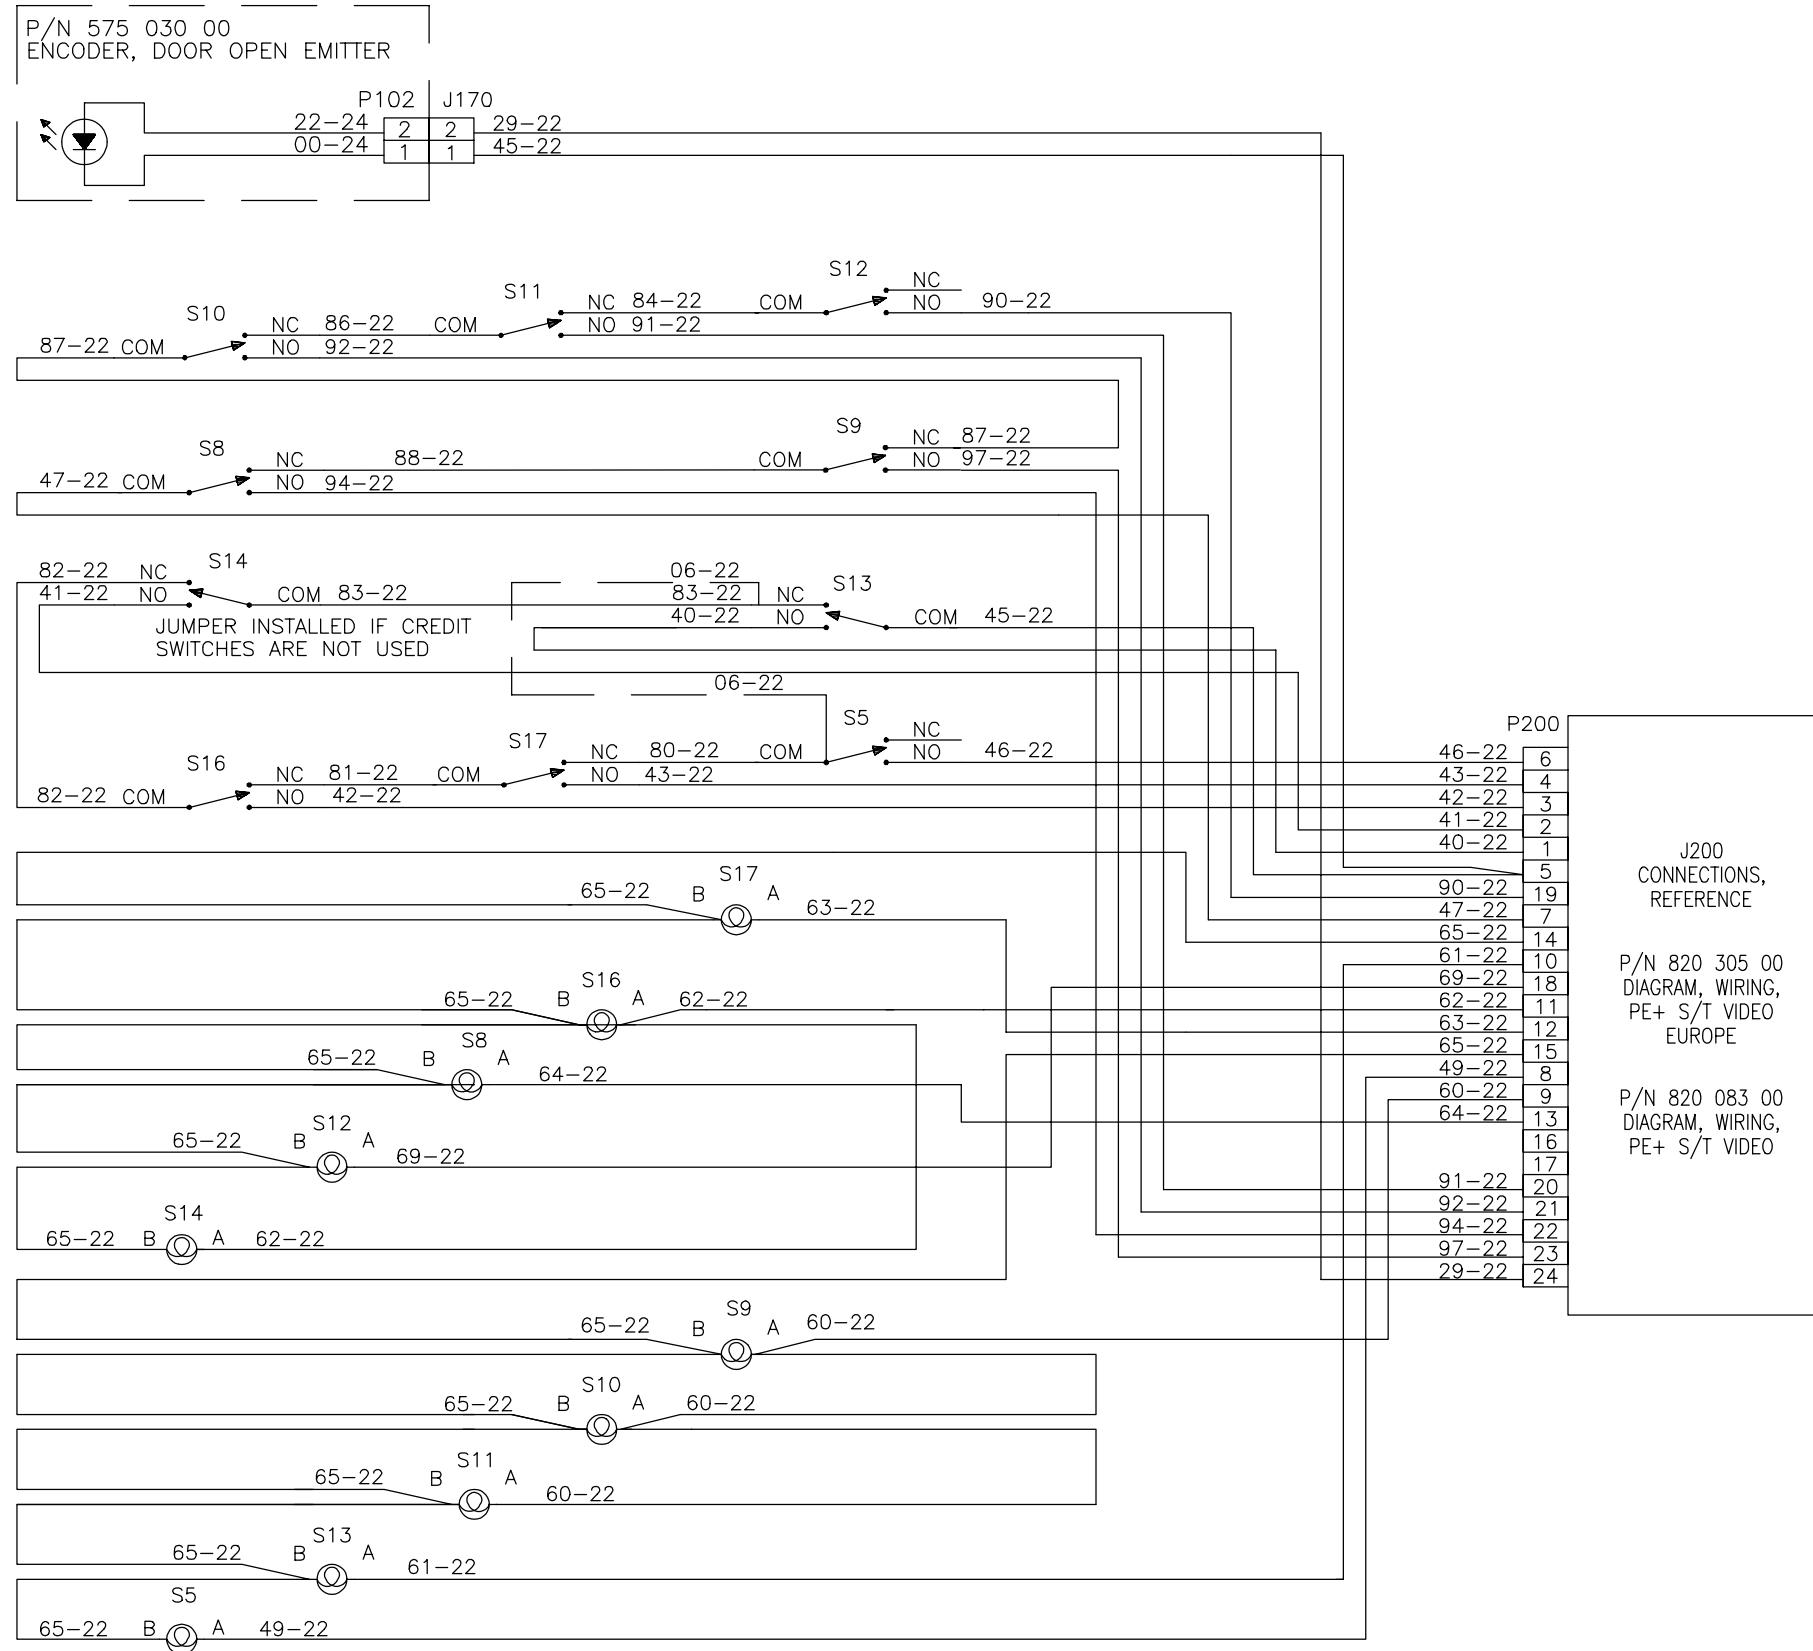 P/N 575 030 00
ENCODER, DOOR OPEN EMITTER
P102 J170
22-24 2 2 29-22
00-24 1 1 45-22
S12
NC
S11
NC 84-22 COM NO 90-22
S10
NC 86-22 COM NO 91-22
87-22 COM NO 92-22
S9
NC 87-22
S8
NC 88-22 COM NO 97-22
47-22 COM NO 94-22
S14
82-22 NC 06-22 S13
41-22 NO COM 83-22 83-22 NC
40-22 NO COM 45-22
JUMPER INSTALLED IF CREDIT
SWITCHES ARE NOT USED
06-22
S5
NC
S17
NC 80-22 COM NO 46-22
S16
NC 81-22 COM NO 43-22
82-22 COM NO 42-22
P200
46-22 6
43-22 4
42-22 3
41-22 2
40-22 1
5
90-22 19
47-22 7
65-22 14
61-22 10
69-22 18
62-22 11
63-22 12
65-22 15
49-22 8
60-22 9
64-22 13
16
17
91-22 20
92-22 21
94-22 22
97-22 23
29-22 24
J200
CONNECTIONS,
REFERENCE
P/N 820 305 00
DIAGRAM, WIRING,
PE+ S/T VIDEO
EUROPE
P/N 820 083 00
DIAGRAM, WIRING,
PE+ S/T VIDEO
S17
65-22 B A 63-22
S16
65-22 B A 62-22
S8
65-22 B A 64-22
S12
65-22 B A 69-22
S14
65-22 B A 62-22
S9
65-22 B A 60-22
S10
65-22 B A 60-22
S11
65-22 B A 60-22
S13
65-22 B A 61-22
S5
65-22 B A 49-22